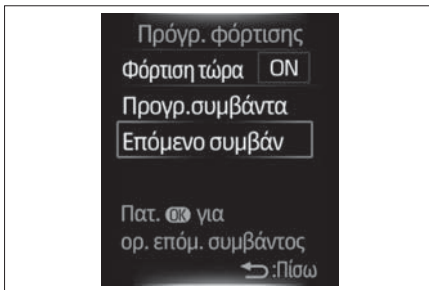 Πρόγρ. φόρτισης
Φόρτιση τώρα ON
Προγρ.συμβάντα
Επόμενο συμβάν
Πατ. OK για
ορ. επόμ. συμβάντος
:Πίσω